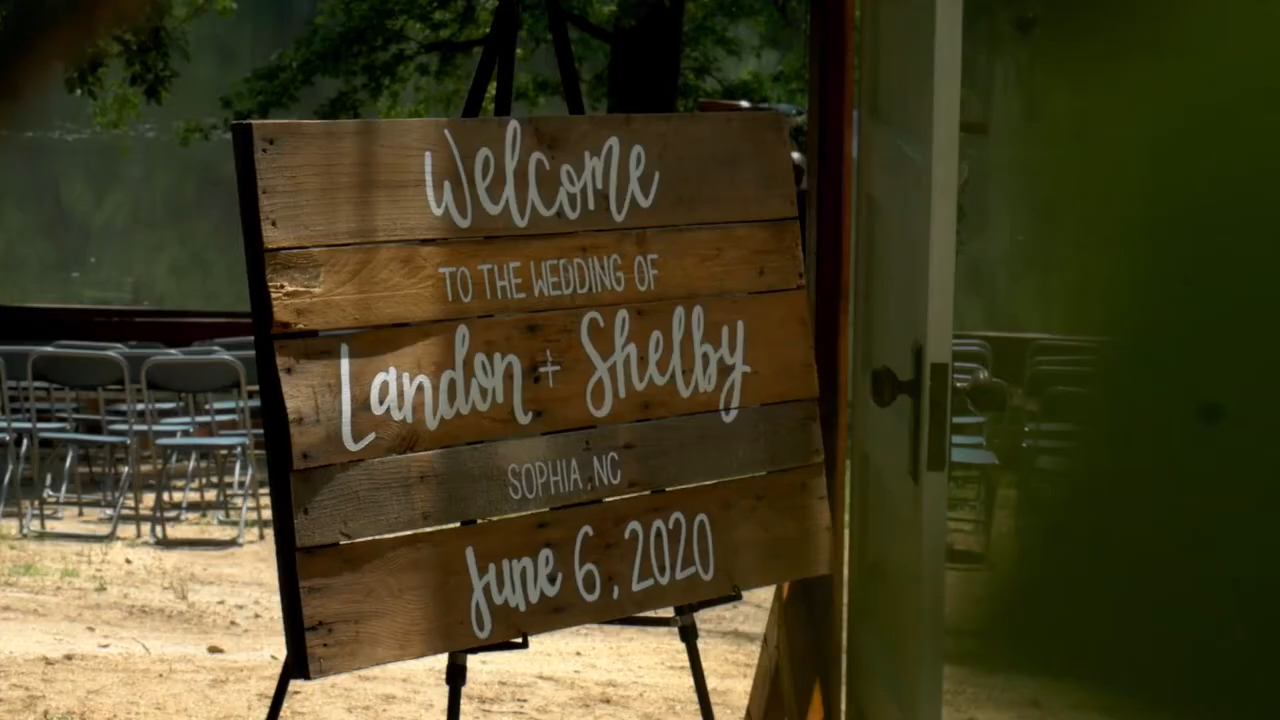 Welcome
TO THE WEDDING OF
Landon + Shelby
SOPHIA, NC
June 6, 2020